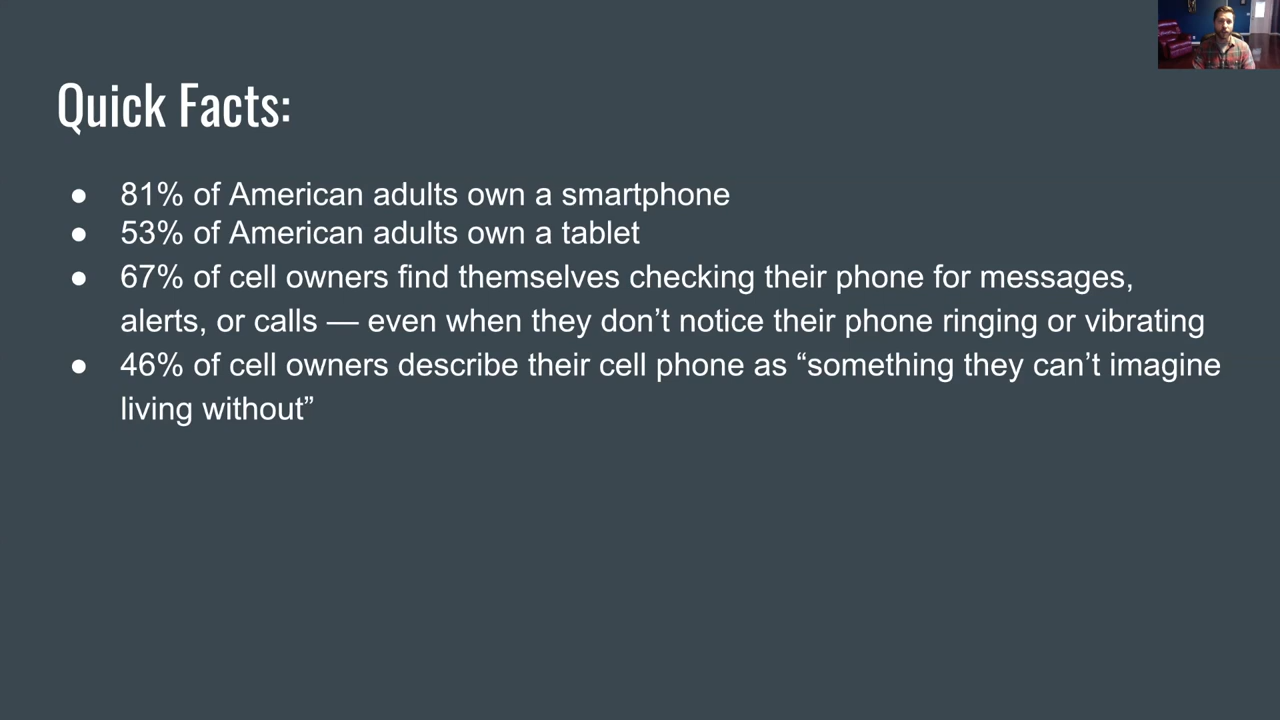 Quick Facts:
● 81% of American adults own a smartphone
● 53% of American adults own a tablet
● 67% of cell owners find themselves checking their phone for messages,
alerts, or calls — even when they don’t notice their phone ringing or vibrating
● 46% of cell owners describe their cell phone as “something they can’t imagine
living without”